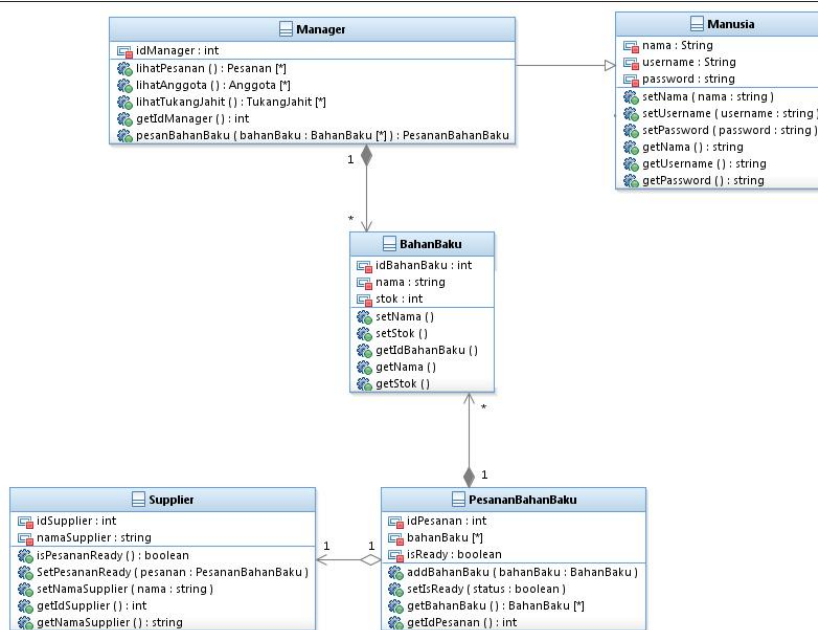 Manager
idManager : int
lihatPesanan () : Pesanan [*]
lihatAnggota () : Anggota [*]
lihatTukangJahit () : TukangJahit [*]
getIdManager () : int
pesanBahanBaku ( bahanBaku : BahanBaku [*] ) : PesananBahanBaku
Manusia
nama : String
username : String
password : string
setNama ( nama : string )
setUsername ( username : string )
setPassword ( password : string )
getNama () : string
getUsername () : string
getPassword () : string
1
*
BahanBaku
idBahanBaku : int
nama : string
stok : int
setNama ()
setStok ()
getIdBahanBaku ()
getNama ()
getStok ()
*
1
Supplier
idSupplier : int
namaSupplier : string
isPesananReady () : boolean
SetPesananReady ( pesanan : PesananBahanBaku )
setNamaSupplier ( nama : string )
getIdSupplier () : int
getNamaSupplier () : string
1
1
PesananBahanBaku
idPesanan : int
bahanBaku [*]
isReady : boolean
addBahanBaku ( bahanBaku : BahanBaku )
setIsReady ( status : boolean )
getBahanBaku () : BahanBaku [*]
getIdPesanan () : int